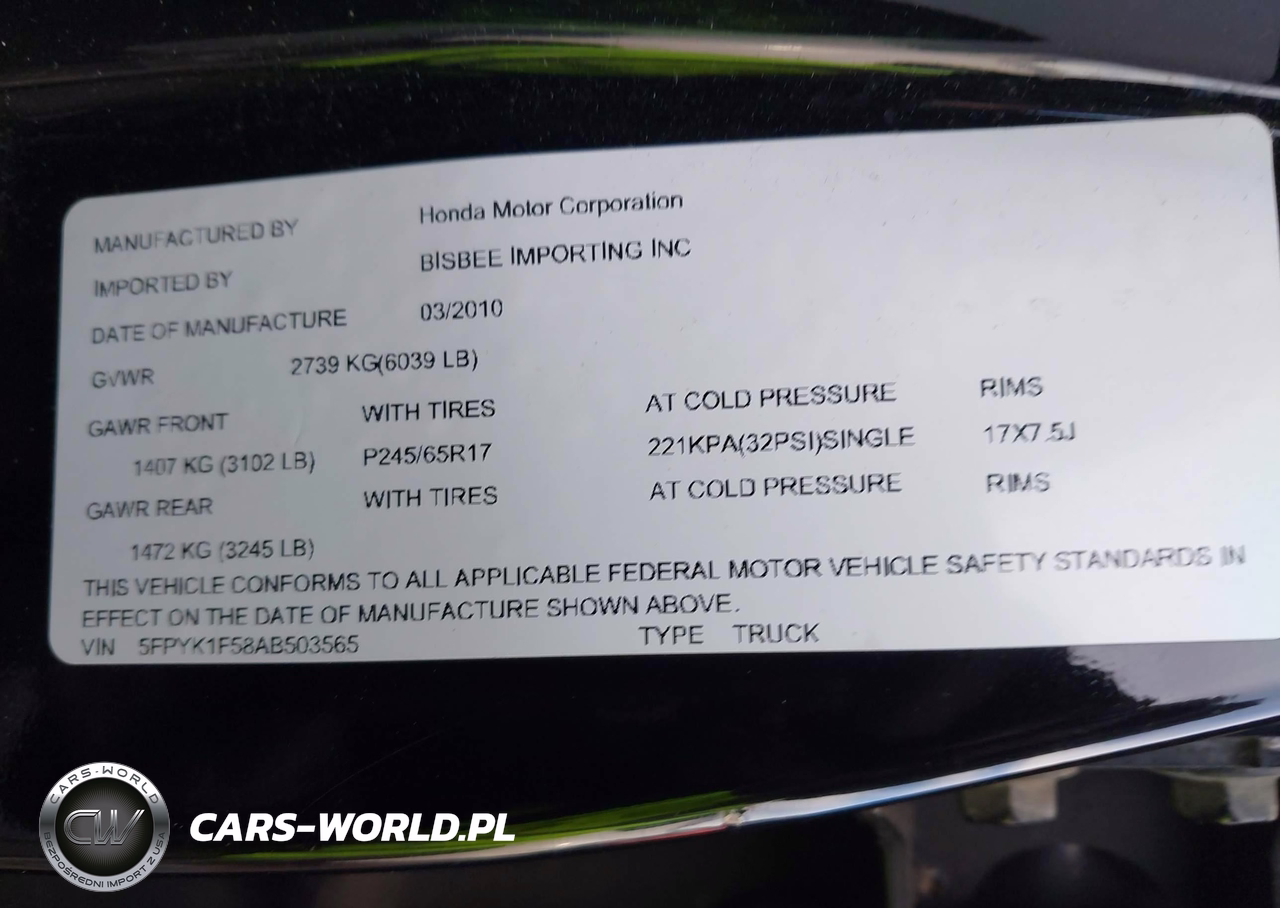 MANUFACTURED BY Honda Motor Corporation
IMPORTED BY BISBEE IMPORTING INC
DATE OF MANUFACTURE 03/2010
GVWR 2739 KG(6039 LB)
GAWR FRONT WITH TIRES AT COLD PRESSURE RIMS
1407 KG (3102 LB) P245/65R17 221KPA(32PSI)SINGLE 17X7.5J
GAWR REAR WITH TIRES AT COLD PRESSURE RIMS
1472 KG (3245 LB)
THIS VEHICLE CONFORMS TO ALL APPLICABLE FEDERAL MOTOR VEHICLE SAFETY STANDARDS IN
EFFECT ON THE DATE OF MANUFACTURE SHOWN ABOVE.
VIN 5FPYK1F58AB503565 TYPE TRUCK
CARS-WORLD
CW
BEZPOŚREDNI IMPORT Z USA
CARS-WORLD.PL